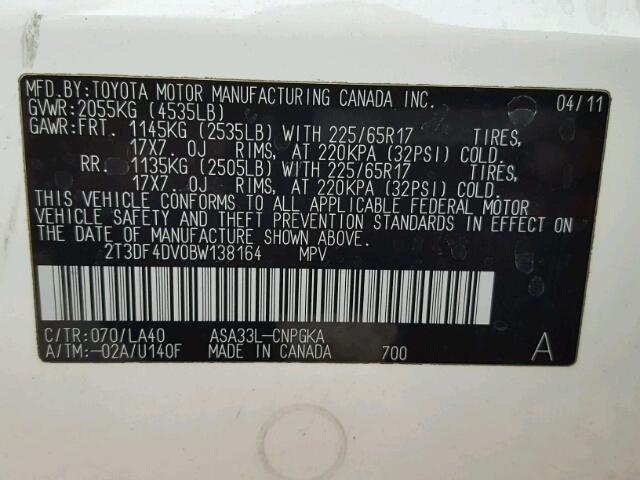 MFD.BY:TOYOTA MOTOR MANUFACTURING CANADA INC. 04/11
GVWR:2055KG (4535LB)
GAWR:FRT. 1145KG (2535LB) WITH 225/65R17 TIRES,
17X7.0J RIMS, AT 220KPA (32PSI) COLD.
RR. 1135KG (2505LB) WITH 225/65R17 TIRES,
17X7.0J RIMS, AT 220KPA (32PSI) COLD.
THIS VEHICLE CONFORMS TO ALL APPLICABLE FEDERAL MOTOR
VEHICLE SAFETY AND THEFT PREVENTION STANDARDS IN EFFECT ON
THE DATE OF MANUFACTURE SHOWN ABOVE.
2T3DF4DV0BW138164 MPV
C/TR:070/LA40 ASA33L-CNPGKA
A/TM:-02A/U140F MADE IN CANADA 700 A